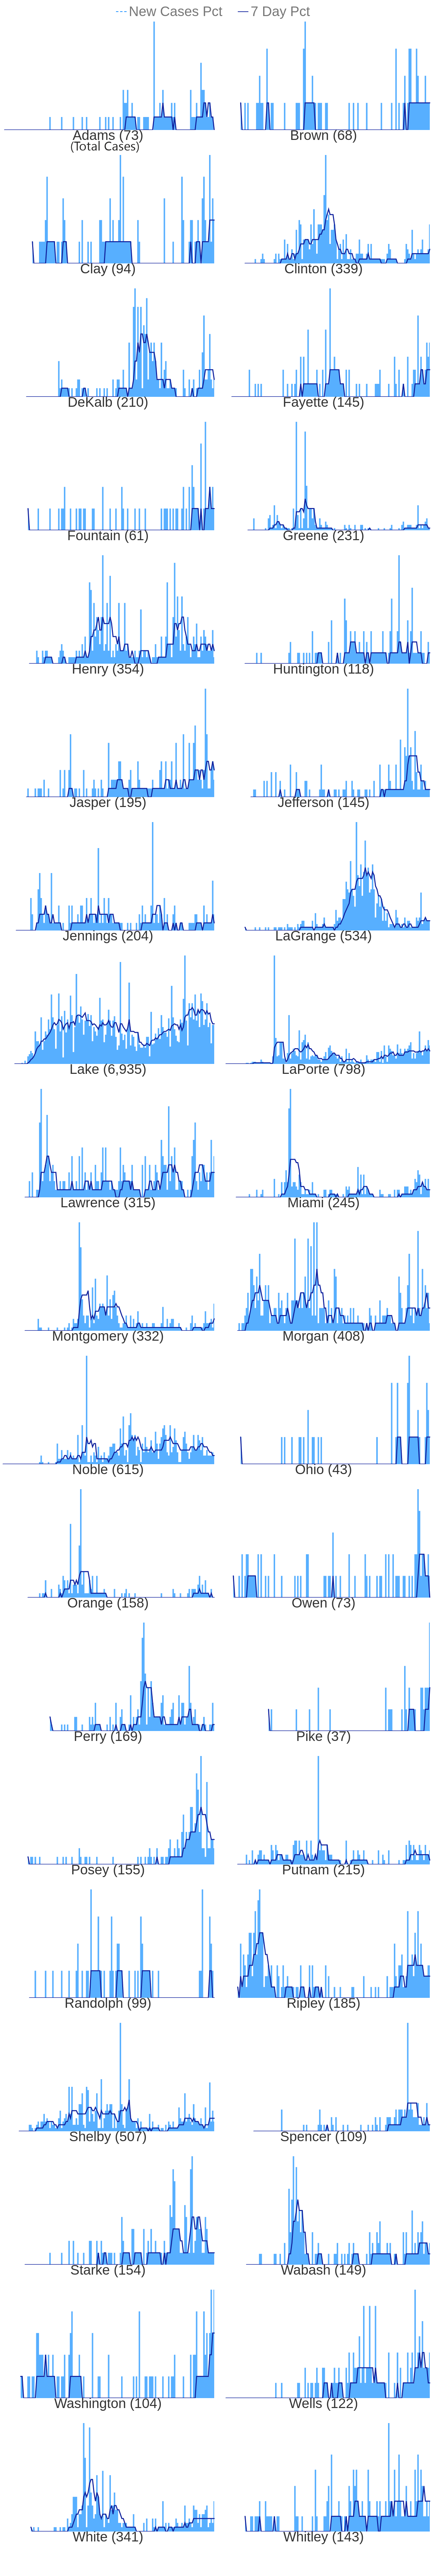 New Cases Pct 7 Day Pct
Adams (73) Brown (68)
(Total Cases)
Clay (94) Clinton (339)
DeKalb (210) Fayette (145)
Fountain (61) Greene (231)
Henry (354) Huntington (118)
Jasper (195) Jefferson (145)
Jennings (204) LaGrange (534)
Lake (6,935) LaPorte (798)
Lawrence (315) Miami (245)
Montgomery (332) Morgan (408)
Noble (615) Ohio (43)
Orange (158) Owen (73)
Perry (169) Pike (37)
Posey (155) Putnam (215)
Randolph (99) Ripley (185)
Shelby (507) Spencer (109)
Starke (154) Wabash (149)
Washington (104) Wells (122)
White (341) Whitley (143)